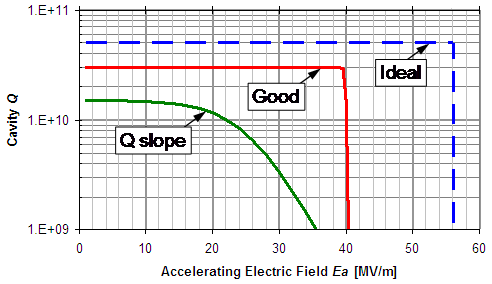 1.E+11
Ideal
Good
1.E+10
Q slope
1.E+09
0 10 20 30 40 50 60
Cavity Q
Accelerating Electric Field Ea [MV/m]